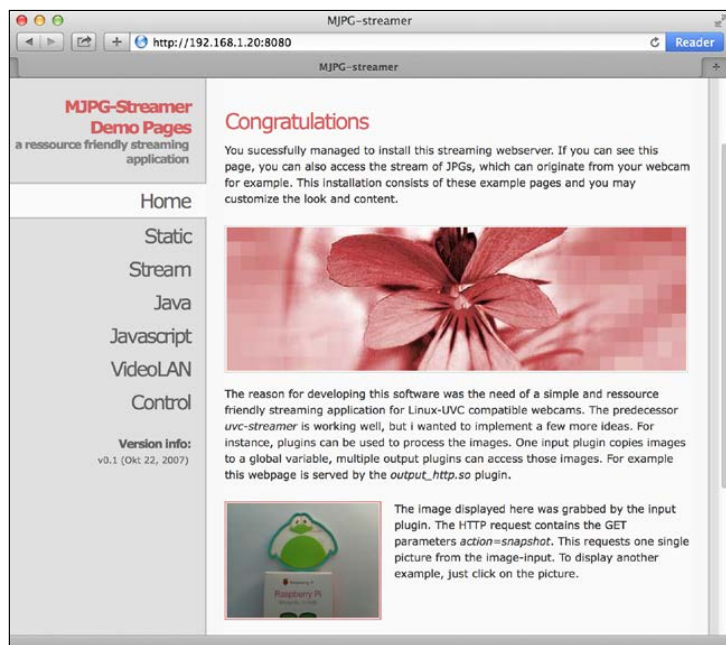 MJPG-streamer
http://192.168.1.20:8080
Reader
MJPG-streamer
MJPG-Streamer
Demo Pages
a ressource friendly streaming
application
Home
Static
Stream
Java
Javascript
VideoLAN
Control
Version info:
v0.1 (Okt 22, 2007)
Congratulations
You sucessfully managed to install this streaming webserver. If you can see this
page, you can also access the stream of JPGs, which can originate from your webcam
for example. This installation consists of these example pages and you may
customize the look and content.
The reason for developing this software was the need of a simple and ressource
friendly streaming application for Linux-UVC compatible webcams. The predecessor
uvc-streamer is working well, but i wanted to implement a few more ideas. For
instance, plugins can be used to process the images. One input plugin copies images
to a global variable, multiple output plugins can access those images. For example
this webpage is served by the output_http.so plugin.
The image displayed here was grabbed by the input
plugin. The HTTP request contains the GET
parameters action=snapshot. This requests one single
picture from the image-input. To display another
example, just click on the picture.
Raspberry Pi
Raspberry Pi